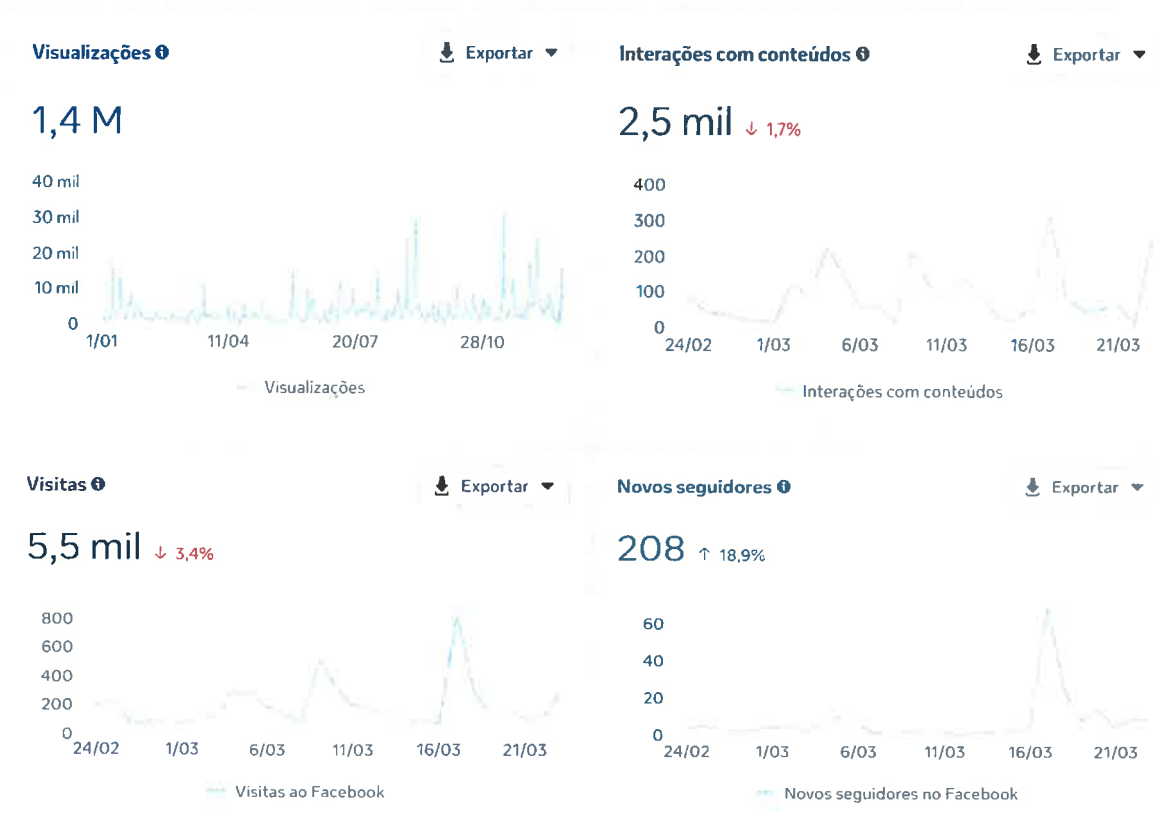 Visualizações
Exportar
1,4 M
40 mil
30 mil
20 mil
10 mil
0
1/01 11/04 20/07 28/10
Visualizações
Interações com conteúdos
Exportar
2,5 mil ↓ 1,7%
400
300
200
100
0
24/02 1/03 6/03 11/03 16/03 21/03
Interações com conteúdos
Visitas
Exportar
5,5 mil ↓ 3,4%
800
600
400
200
0
24/02 1/03 6/03 11/03 16/03 21/03
Visitas ao Facebook
Novos seguidores
Exportar
208 ↑ 18,9%
60
40
20
0
24/02 1/03 6/03 11/03 16/03 21/03
Novos seguidores no Facebook